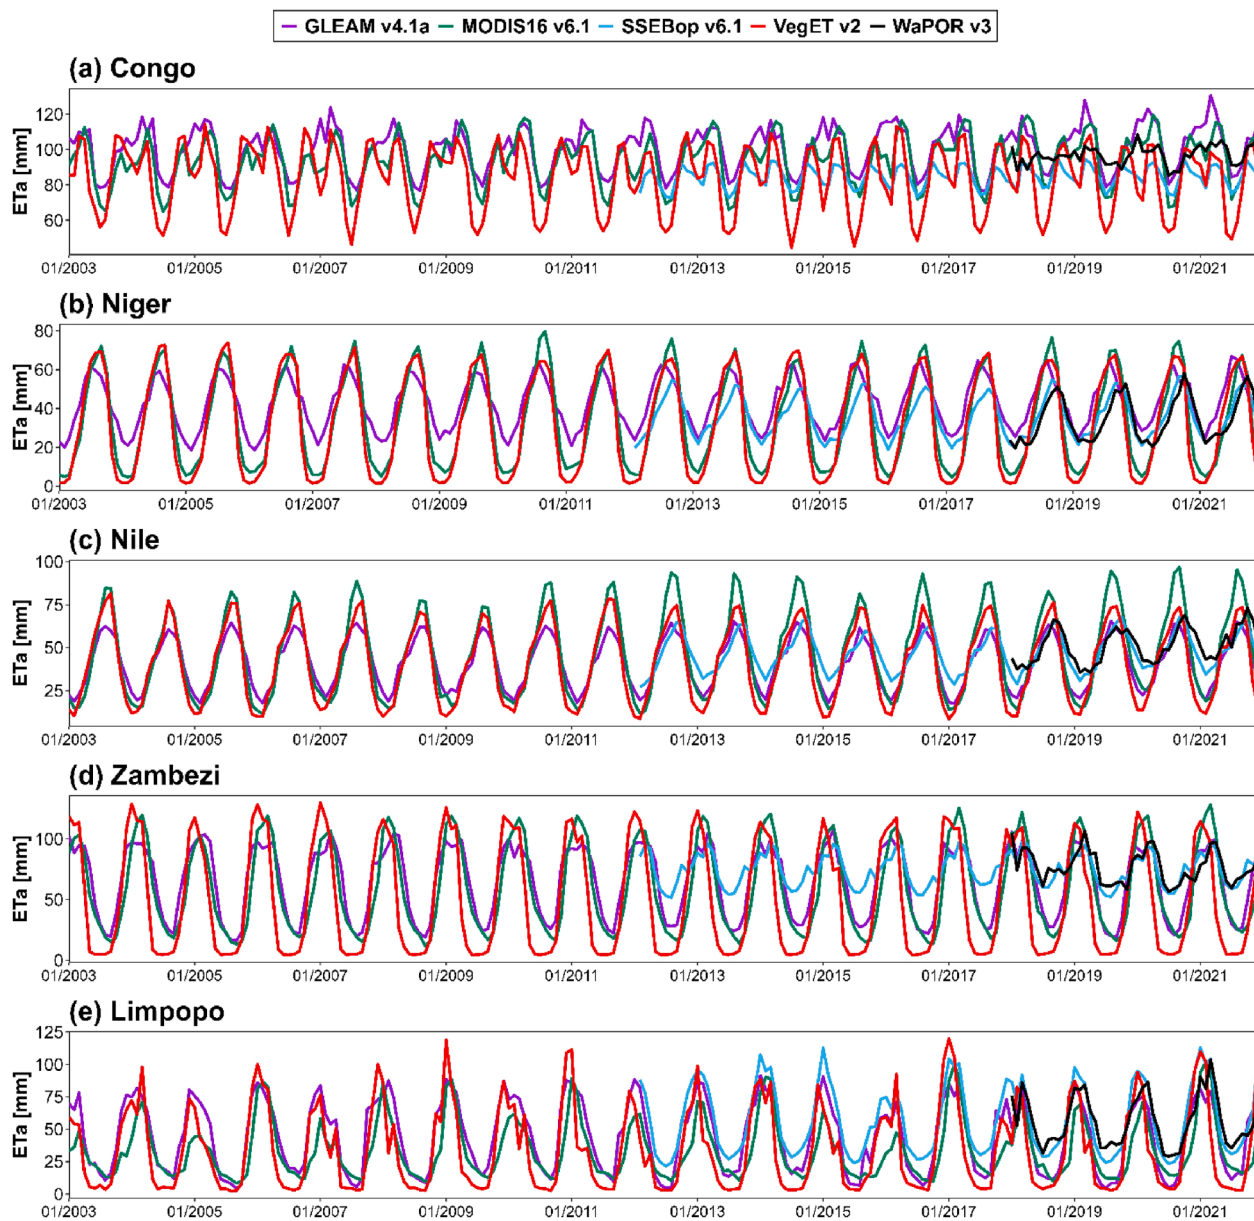 GLEAM v4.1a MODIS16 v6.1 SSEBop v6.1 VegET v2 WaPOR v3
(a) Congo
ETa [mm]
120
100
80
60
01/2003 01/2005 01/2007 01/2009 01/2011 01/2013 01/2015 01/2017 01/2019 01/2021
(b) Niger
ETa [mm]
80
60
40
20
0
01/2003 01/2005 01/2007 01/2009 01/2011 01/2013 01/2015 01/2017 01/2019 01/2021
(c) Nile
ETa [mm]
100
75
50
25
01/2003 01/2005 01/2007 01/2009 01/2011 01/2013 01/2015 01/2017 01/2019 01/2021
(d) Zambezi
ETa [mm]
100
50
0
01/2003 01/2005 01/2007 01/2009 01/2011 01/2013 01/2015 01/2017 01/2019 01/2021
(e) Limpopo
ETa [mm]
125
100
75
50
25
0
01/2003 01/2005 01/2007 01/2009 01/2011 01/2013 01/2015 01/2017 01/2019 01/2021